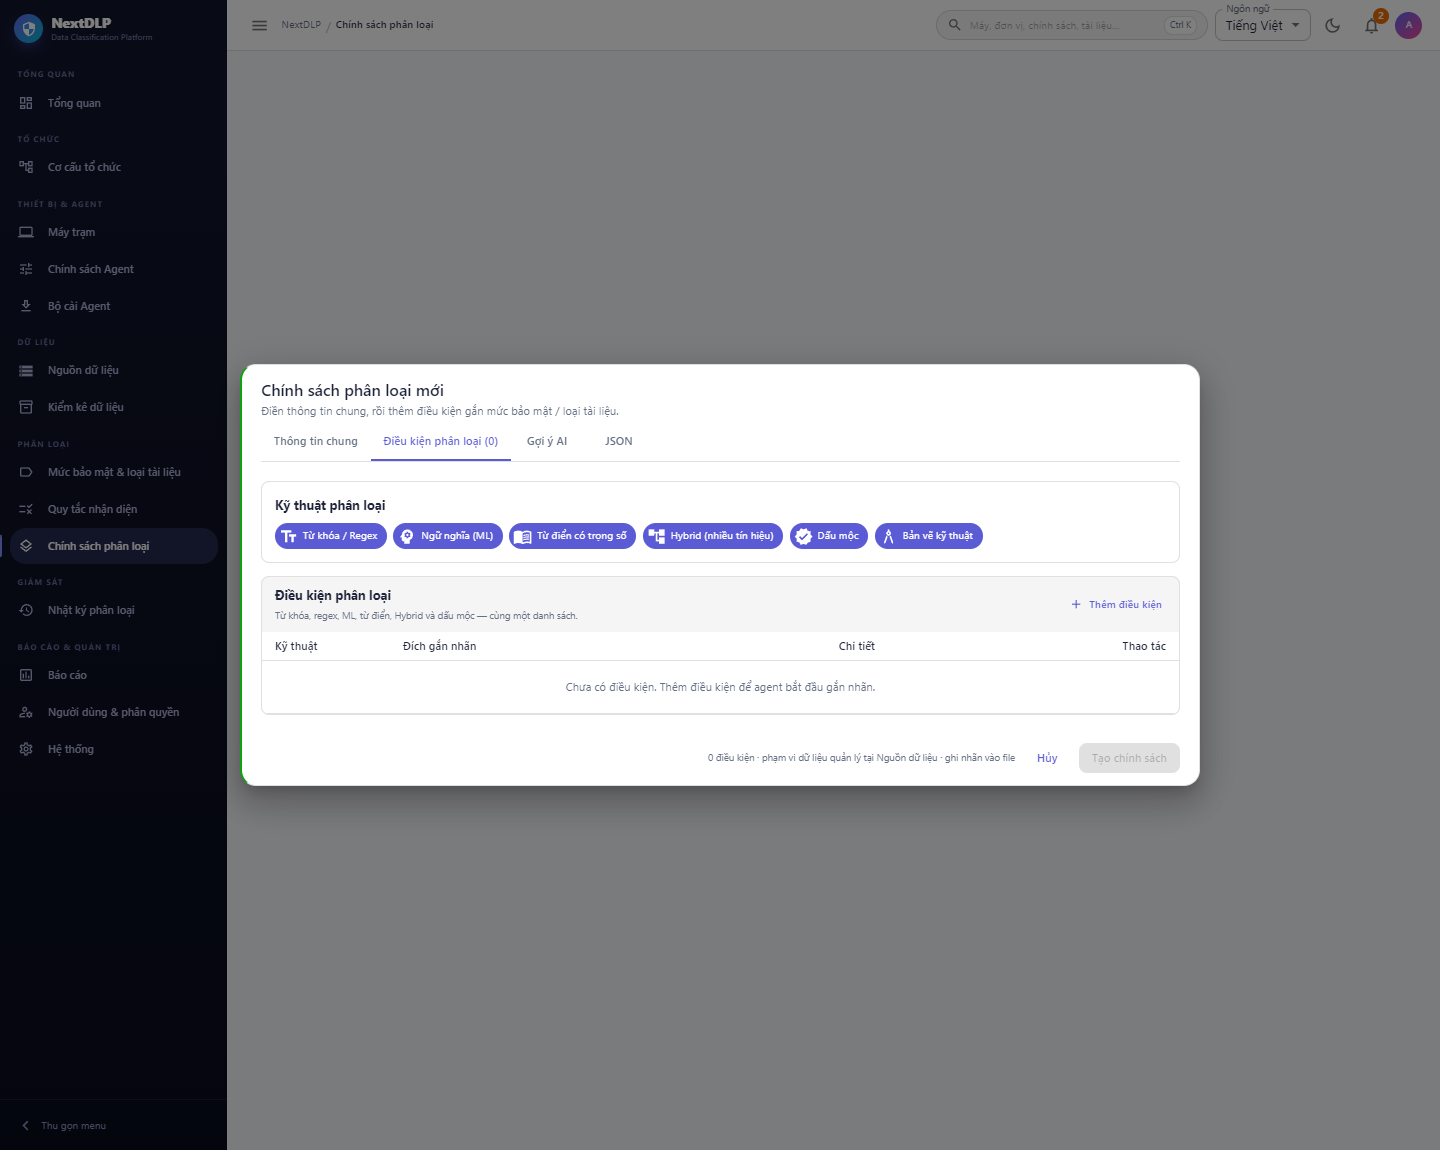 NextDLP
Data Classification Platform
TỔNG QUAN
Tổng quan
TỔ CHỨC
Cơ cấu tổ chức
THIẾT BỊ & AGENT
Máy trạm
Chính sách Agent
Bộ cài Agent
DỮ LIỆU
Nguồn dữ liệu
Kiểm kê dữ liệu
PHÂN LOẠI
Mức bảo mật & loại tài liệu
Quy tắc nhận diện
Chính sách phân loại
GIÁM SÁT
Nhật ký phân loại
BÁO CÁO & QUẢN TRỊ
Báo cáo
Người dùng & phân quyền
Hệ thống
Thu gọn menu
NextDLP / Chính sách phân loại
Máy, đơn vị, chính sách, tài liệu... Ctrl K
Ngôn ngữ
Tiếng Việt
2
A
Chính sách phân loại mới
Điền thông tin chung, rồi thêm điều kiện gắn mức bảo mật / loại tài liệu.
Thông tin chung Điều kiện phân loại (0) Gợi ý AI JSON
Kỹ thuật phân loại
Từ khóa / Regex Ngữ nghĩa (ML) Từ điển có trọng số Hybrid (nhiều tín hiệu) Dấu mộc Bản vẽ kỹ thuật
Điều kiện phân loại
Từ khóa, regex, ML, từ điển, Hybrid và dấu mộc — cùng một danh sách.
Thêm điều kiện
Kỹ thuật Đích gắn nhãn Chi tiết Thao tác
Chưa có điều kiện. Thêm điều kiện để agent bắt đầu gắn nhãn.
0 điều kiện · phạm vi dữ liệu quản lý tại Nguồn dữ liệu · ghi nhãn vào file Hủy Tạo chính sách